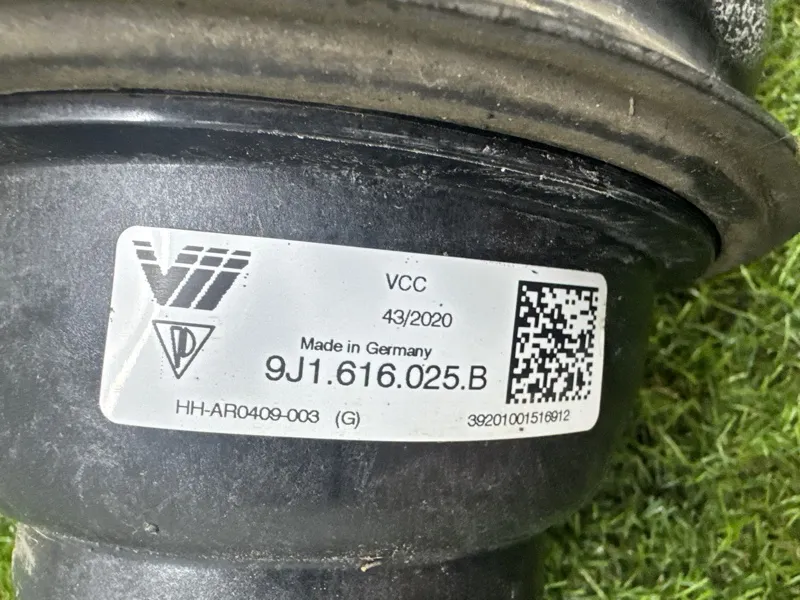 VCC
43/2020
Made in Germany
9J1.616.025.B
HH-AR0409-003 (G)
39201001516912